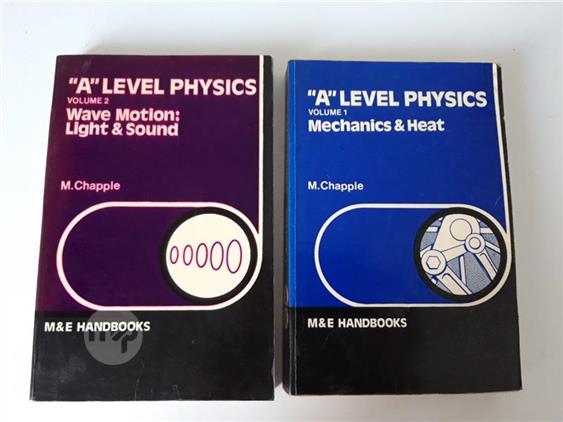 "A" LEVEL PHYSICS
VOLUME 2
Wave Motion:
Light & Sound
M.Chapple
M&E HANDBOOKS
"A" LEVEL PHYSICS
VOLUME 1
Mechanics & Heat
M.Chapple
M&E HANDBOOKS